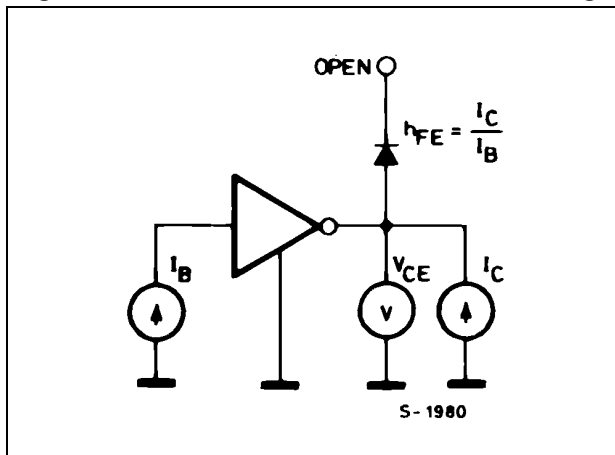 OPEN
hFE = IC
IB
IB
VCE
IC
V
S-1980